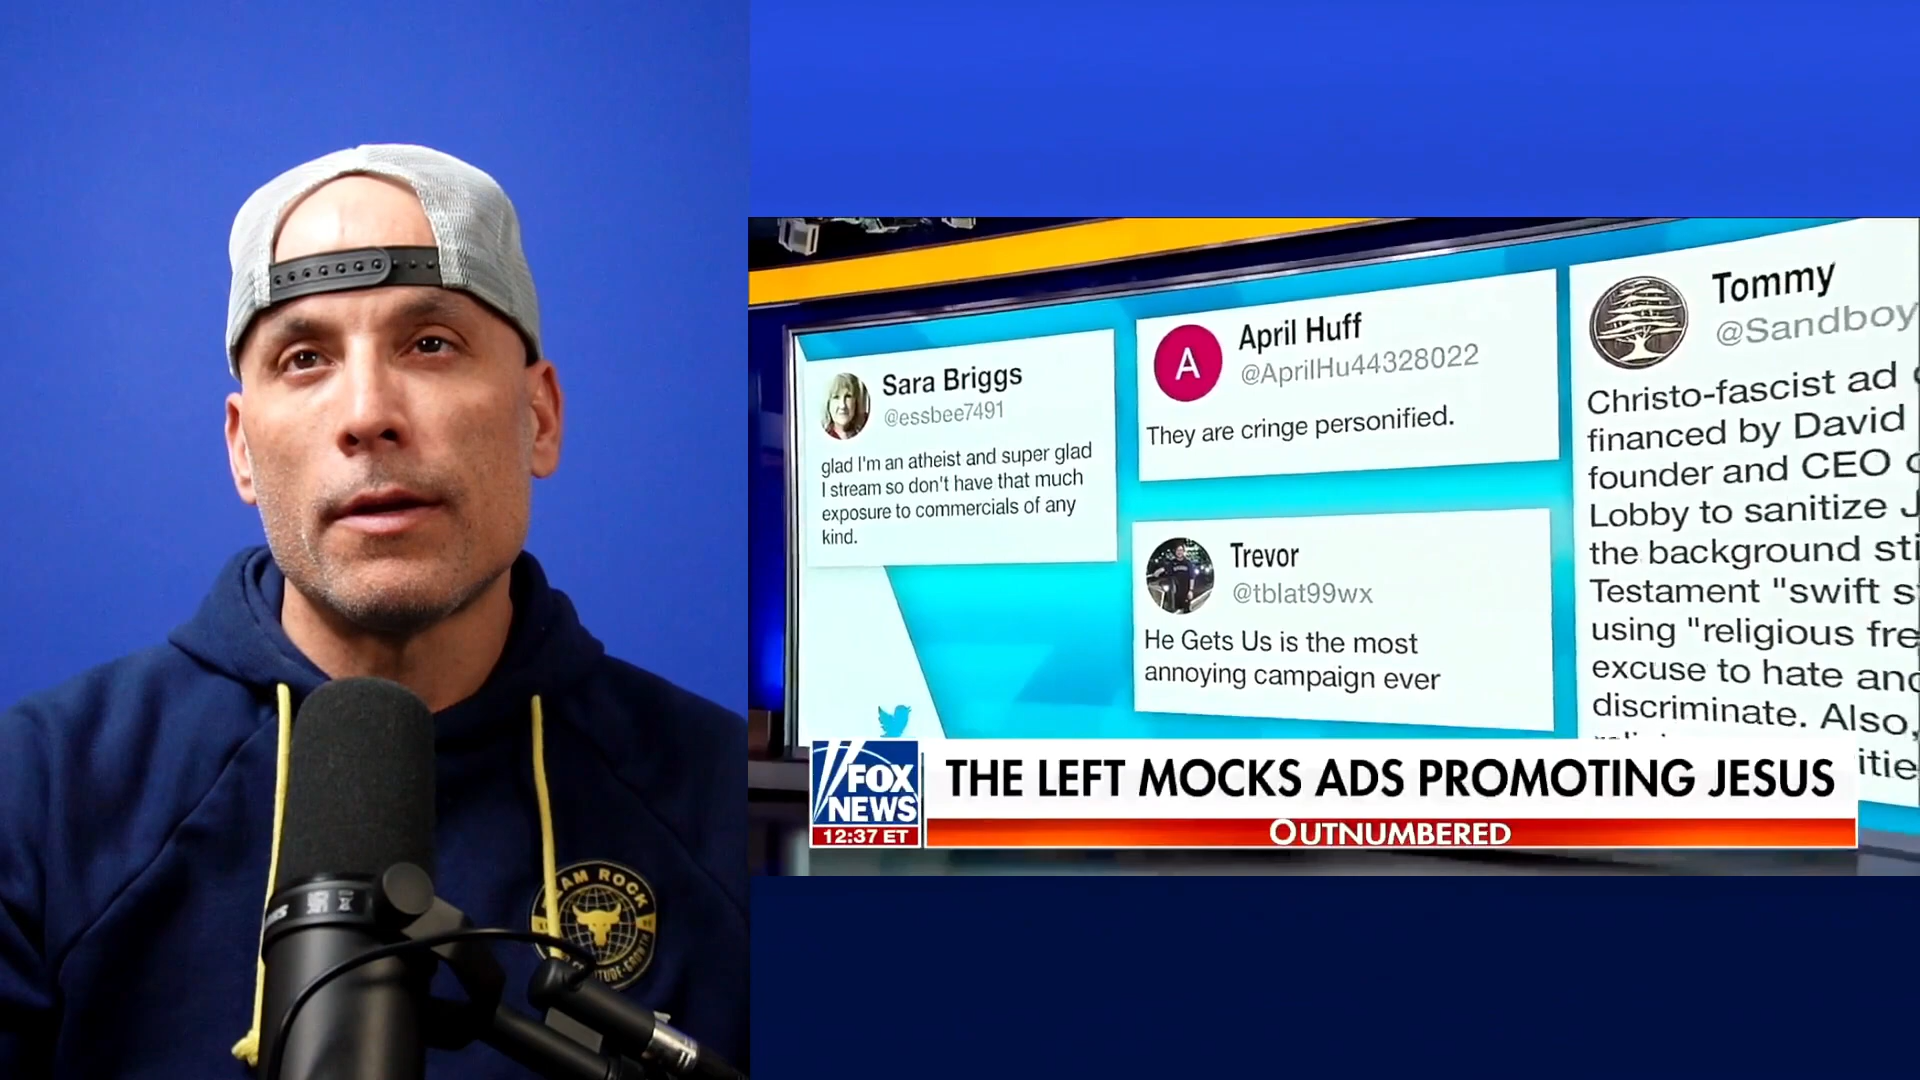 Sara Briggs
@essbee7491
glad I'm an atheist and super glad
I stream so don't have that much
exposure to commercials of any
kind.
April Huff
@AprilHu44328022
They are cringe personified.
Trevor
@tblat99wx
He Gets Us is the most
annoying campaign ever
Tommy
@Sandboy
Christo-fascist ad
financed by David
founder and CEO
Lobby to sanitize
the background
Testament "swift
using "religious
excuse to hate
discriminate. Also,
FOX
NEWS
12:37 ET
THE LEFT MOCKS ADS PROMOTING JESUS
OUTNUMBERED
TEAM ROCK